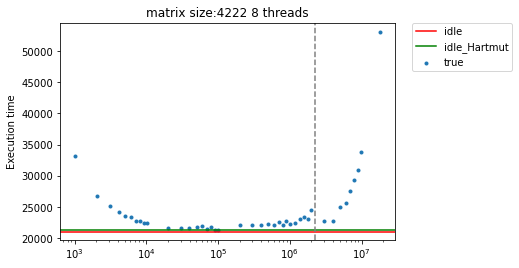 matrix size:4222 8 threads
Execution time
50000
45000
40000
35000
30000
25000
20000
10³
10⁴
10⁵
10⁶
10⁷
idle
idle_Hartmut
true